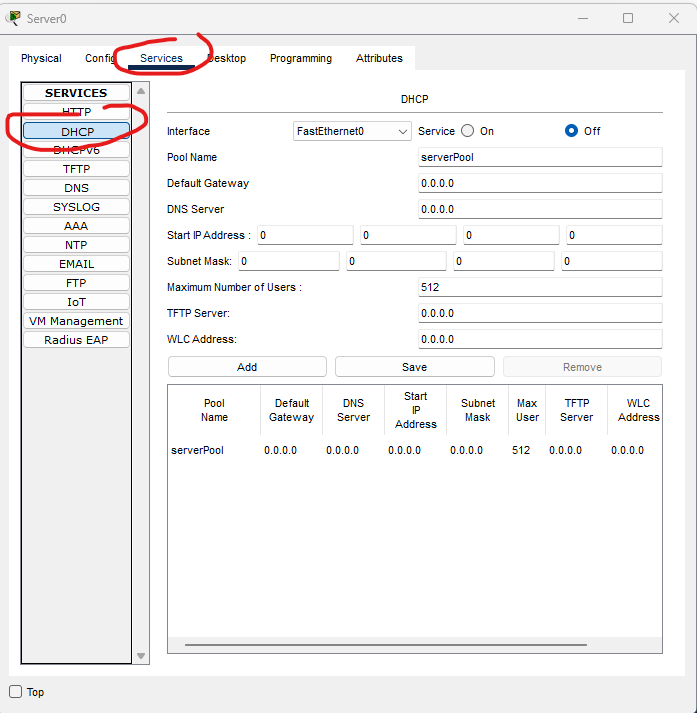 Server0
Physical Config Services Desktop Programming Attributes
SERVICES
HTTP
DHCP
DHCPv6
TFTP
DNS
SYSLOG
AAA
NTP
EMAIL
FTP
IoT
VM Management
Radius EAP
DHCP
Interface FastEthernet0 Service On Off
Pool Name serverPool
Default Gateway 0.0.0.0
DNS Server 0.0.0.0
Start IP Address : 0 0 0 0
Subnet Mask: 0 0 0 0
Maximum Number of Users : 512
TFTP Server: 0.0.0.0
WLC Address: 0.0.0.0
Add Save Remove
Pool Name Default Gateway DNS Server Start IP Address Subnet Mask Max User TFTP Server WLC Address
serverPool 0.0.0.0 0.0.0.0 0.0.0.0 0.0.0.0 512 0.0.0.0 0.0.0.0
Top